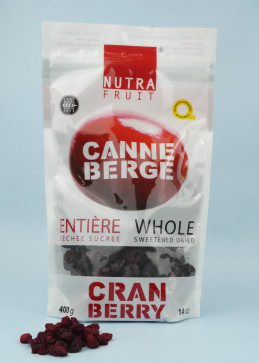 NUTRA
FRUIT
CANNE
BERGE
ENTIÈRE WHOLE
SÉCHÉE SUCRÉE SWEETENED DRIED
CRAN
BERRY
400 g 14 oz